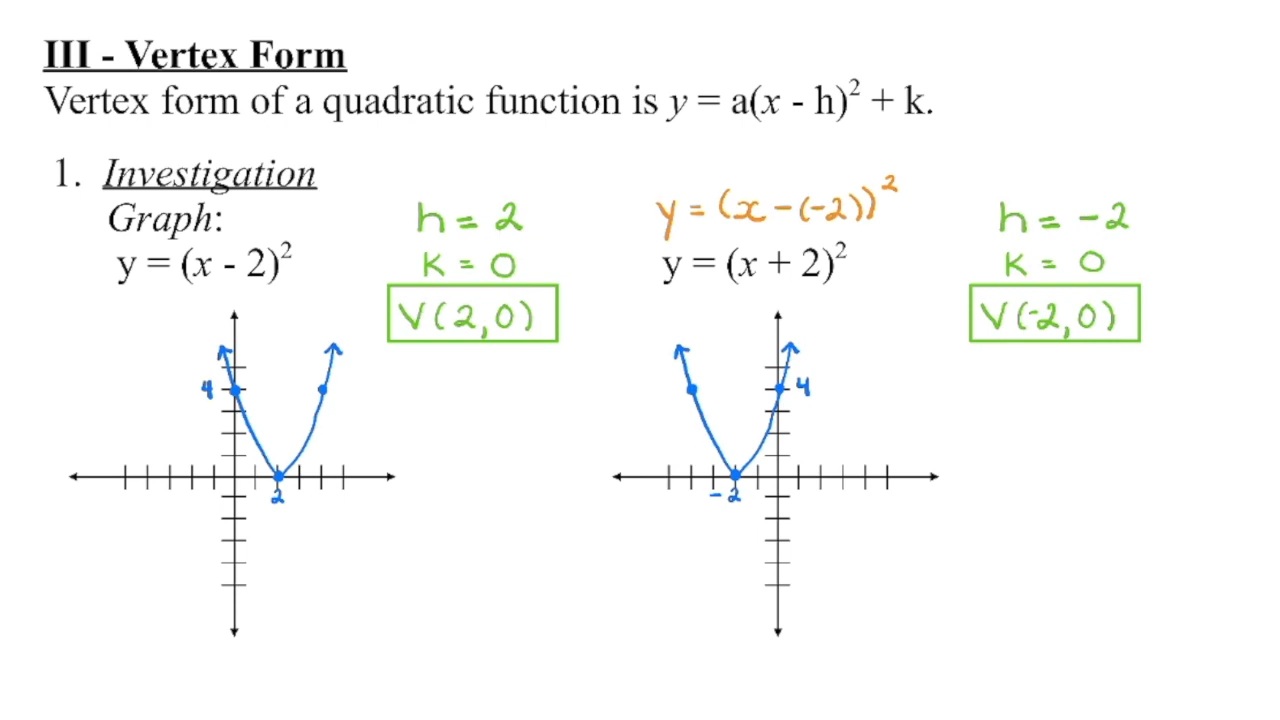 III - Vertex Form
Vertex form of a quadratic function is y = a(x - h)² + k.
1. Investigation
Graph:
y = (x - 2)²
h = 2
k = 0
V(2,0)
y = (x - (-2))²
y = (x + 2)²
h = -2
k = 0
V(-2,0)
4
2
4
-2